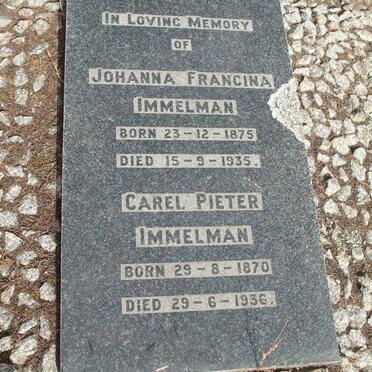 IN LOVING MEMORY
OF
JOHANNA FRANCINA
IMMELMAN
BORN 23-12-1875
DIED 15-9-1935.
CAREL PIETER
IMMELMAN
BORN 29-8-1870
DIED 29-6-1936.